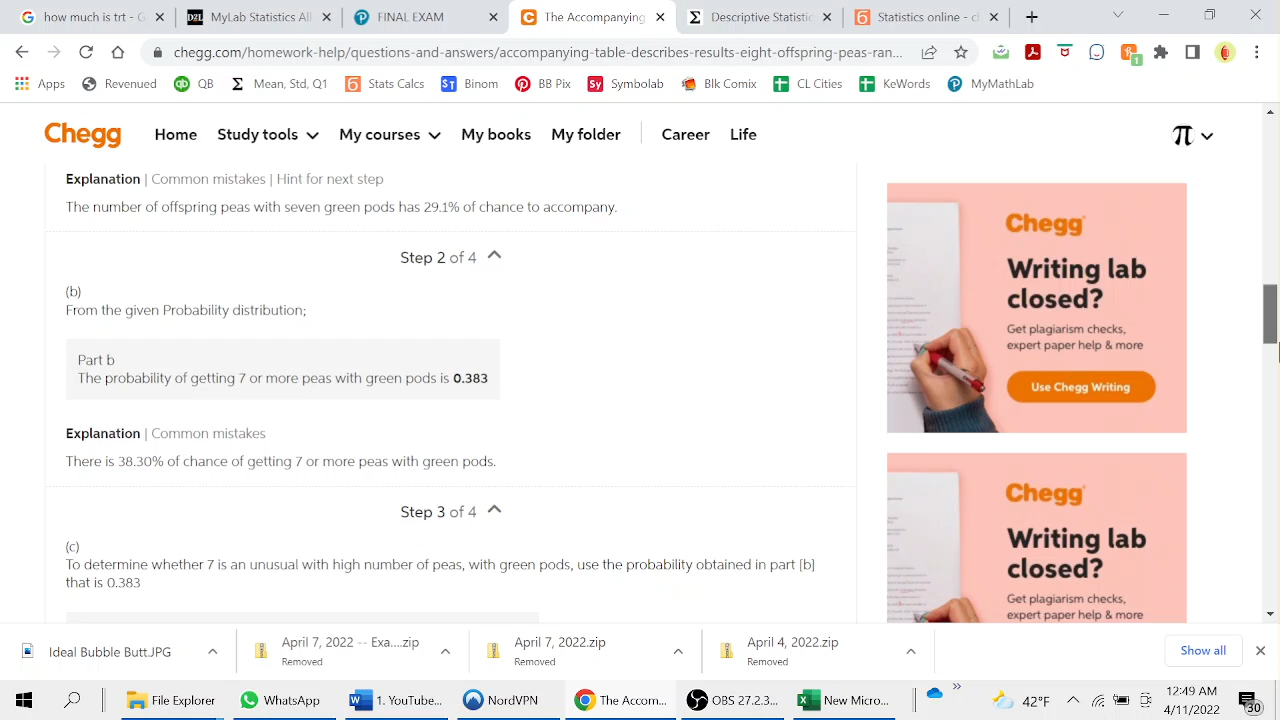 how much is tort - G
D2L
My Statistics All
FINAL EXAM
The Accompanying
Descriptive Statistic
Statistics online - c
chegg.com/homework-help/questions-and-answers/accompanying-table-describes-results-eight-offspring-peas-ran...
1
Apps
Revenued
QB
Mean, Std, Q1
Stats Calc
Binom
BB Pix
Symbolab
Big Comix
CL Cities
KeWords
MyMathLab
Chegg
Home
Study tools
My courses
My books
My folder
Career
Life
π
Explanation | Common mistakes | Hint for next step
The number of offspring peas with seven green pods has 29.1% of chance to accompany.
Step 2 of 4
(b)
From the given Probability distribution,
Part b
The probability of getting 7 or more peas with green pods is 0.383
Explanation | Common mistakes
There is 38.30% of chance of getting 7 or more peas with green pods.
Step 3 of 4
(c)
To determine whether 7 is an unusual with high number of peas, with green pods, use the probability obtained in part [b]
that is 0.383
Chegg
Writing lab
closed?
Get plagiarism checks,
expert paper help & more
Use Chegg Writing
Chegg
Writing lab
closed?
Get plagiarism checks,
expert paper help & more
Ideal Bubble Butt.JPG
April 7, 2022 -- Exa....zip
Removed
April 7, 2022.zip
Removed
April 4, 2022.zip
Removed
Show all
File Explorer
WhatsApp
1. YouTube...
NordVPN
The Accom...
OBS 27.2.3...
New Micro...
42°F
12:49 AM
4/11/2022
30